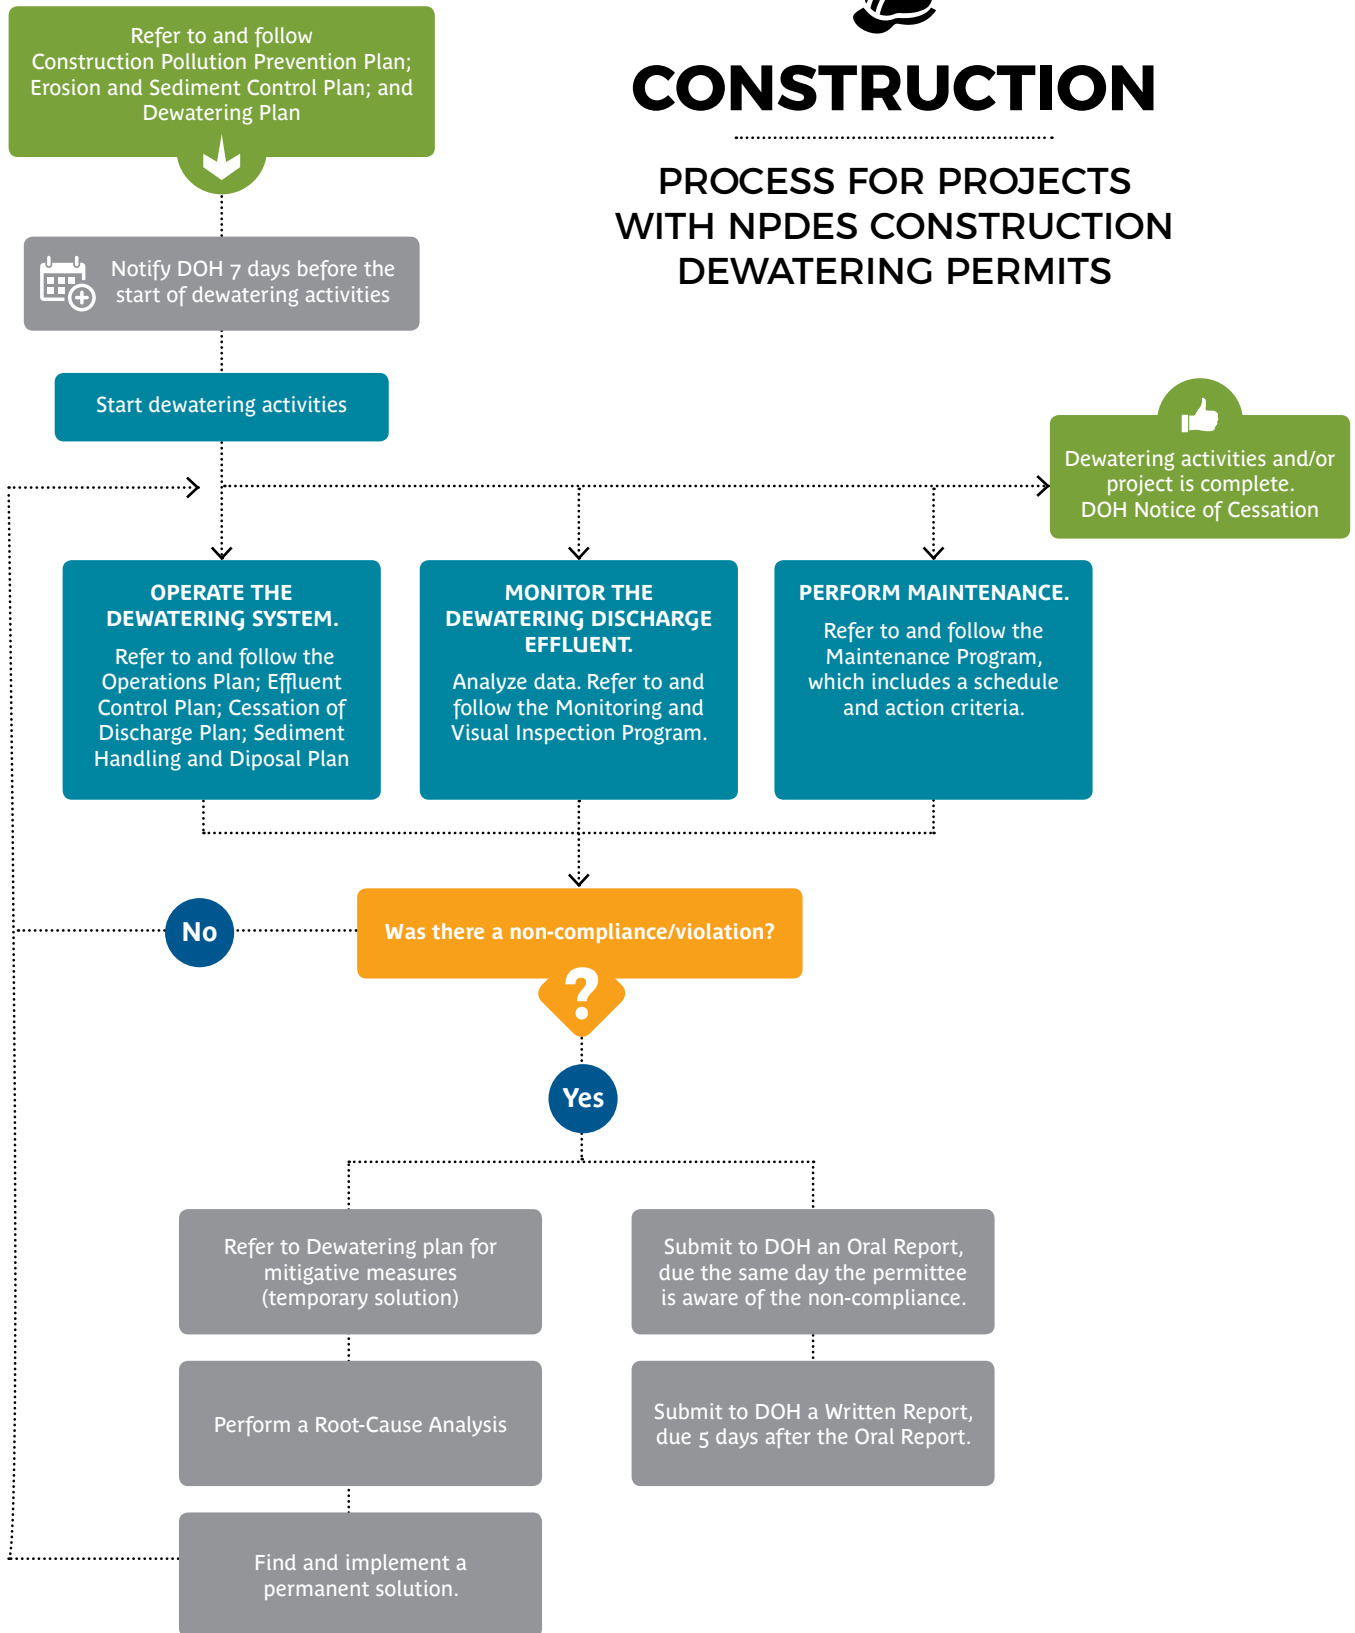 Refer to and follow
Construction Pollution Prevention Plan;
Erosion and Sediment Control Plan; and
Dewatering Plan
CONSTRUCTION
PROCESS FOR PROJECTS
WITH NPDES CONSTRUCTION
DEWATERING PERMITS
Notify DOH 7 days before the
start of dewatering activities
Start dewatering activities
Dewatering activities and/or
project is complete.
DOH Notice of Cessation
OPERATE THE
DEWATERING SYSTEM.
Refer to and follow the
Operations Plan; Effluent
Control Plan; Cessation of
Discharge Plan; Sediment
Handling and Diposal Plan
MONITOR THE
DEWATERING DISCHARGE
EFFLUENT.
Analyze data. Refer to and
follow the Monitoring and
Visual Inspection Program.
PERFORM MAINTENANCE.
Refer to and follow the
Maintenance Program,
which includes a schedule
and action criteria.
No
Was there a non-compliance/violation?
?
Yes
Refer to Dewatering plan for
mitigative measures
(temporary solution)
Submit to DOH an Oral Report,
due the same day the permittee
is aware of the non-compliance.
Perform a Root-Cause Analysis
Submit to DOH a Written Report,
due 5 days after the Oral Report.
Find and implement a
permanent solution.